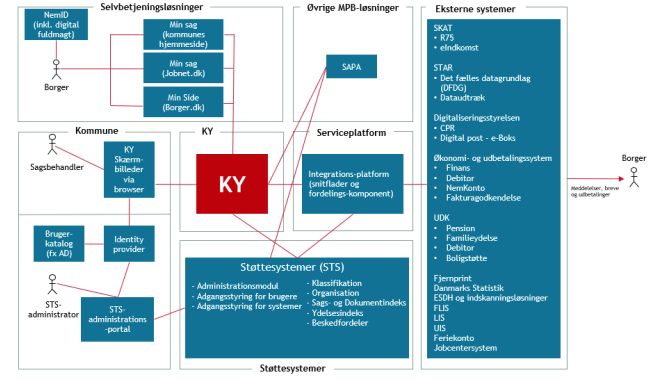 Selvbetjeningsløsninger
NemID
(inkl. digital
fuldmagt)
Borger
Min sag
(kommunes
hjemmeside)
Min sag
(Jobnet.dk)
Min Side
(Borger.dk)
Øvrige MPB-løsninger
SAPA
Eksterne systemer
SKAT
• R75
• eIndkomst
STAR
• Det fælles datagrundlag
(DFDG)
• Dataudtræk
Digitaliseringsstyrelsen
• CPR
• Digital post - e-Boks
Økonomi- og udbetalingssystem
• Finans
• Debitor
• NemKonto
• Fakturagodkendelse
UDK
• Pension
• Familieydelse
• Debitor
• Boligstøtte
Fjernprint
Danmarks Statistik
ESDH og indskanningsløsninger
FLIS
LIS
UIS
Feriekonto
Jobcentersystem
Borger
Meddelelser, breve
og udbetalinger
Kommune
Sagsbehandler
KY
Skærm-
billeder
via
browser
Bruger-
katalog
(fx AD)
Identity
provider
STS-
administrator
STS-
administrations
-portal
KY
KY
Serviceplatform
Integrations-platform
(snitflader og
fordelings-komponent)
Støttesystemer (STS)
- Administrationsmodul
- Adgangsstyring for brugere
- Adgangsstyring for systemer
- Klassifikation
- Organisation
- Sags- og Dokumentindeks
- Ydelsesindeks
- Beskedfordeler
Støttesystemer